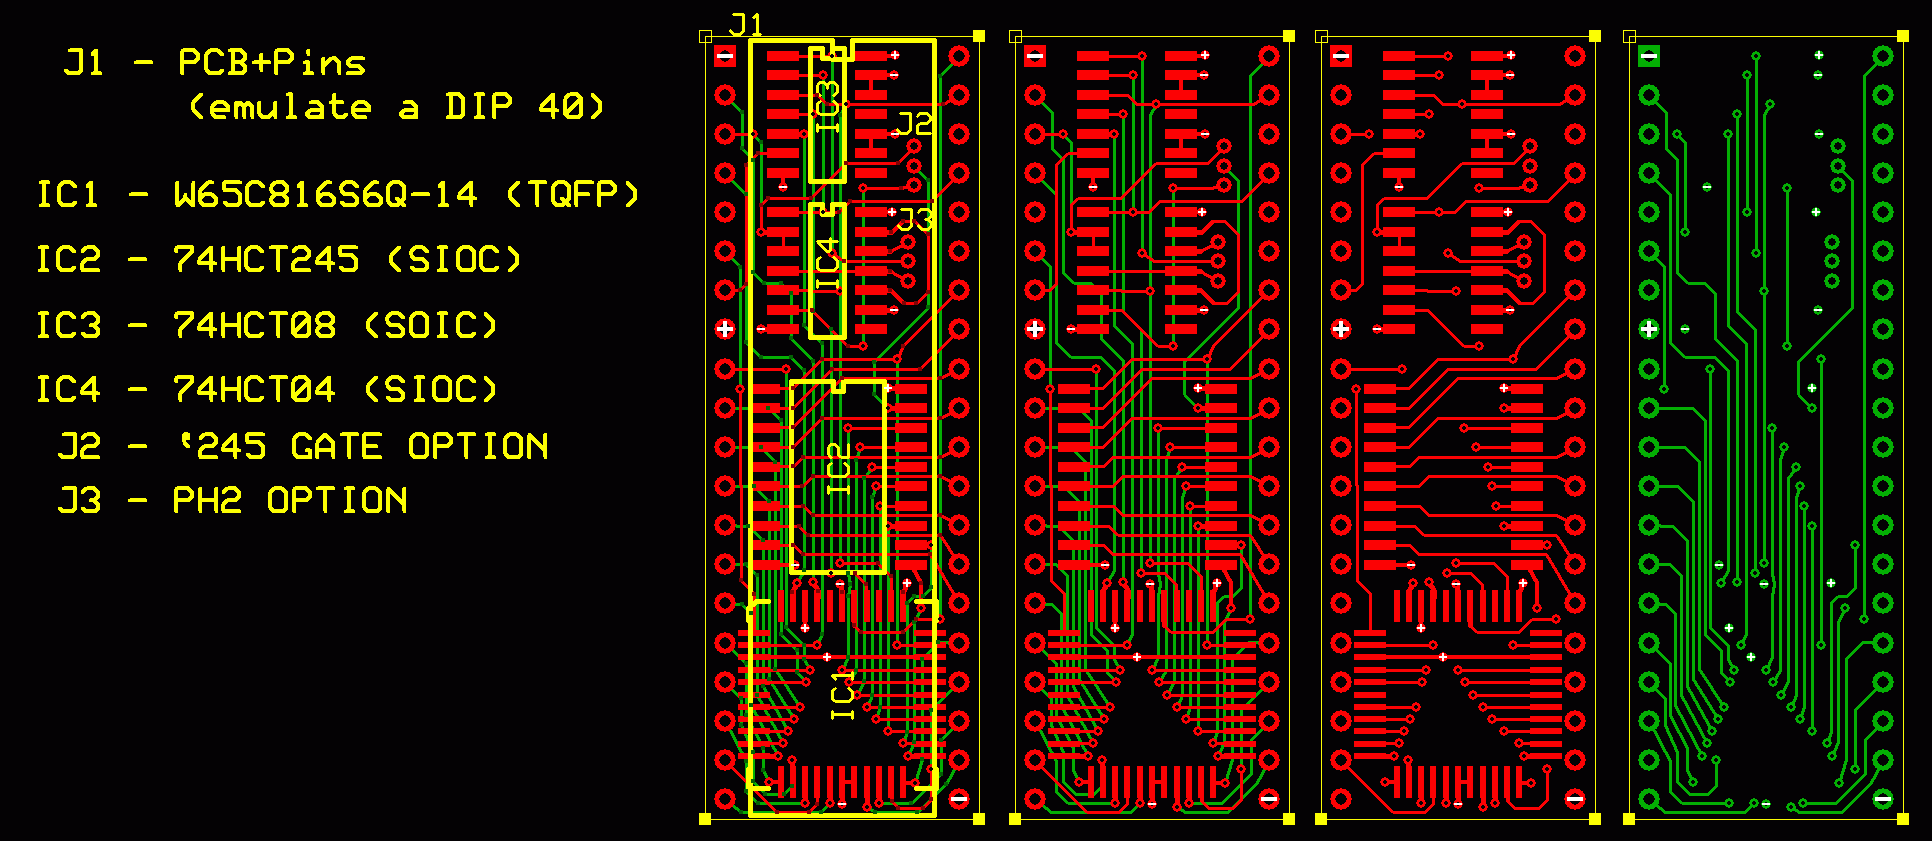 J1 - PCB+Pins
(emulate a DIP 40)
IC1 - W65C816S6Q-14 (TQFP)
IC2 - 74HCT245 (SIOC)
IC3 - 74HCT08 (SOIC)
IC4 - 74HCT04 (SIOC)
J2 - '245 GATE OPTION
J3 - PH2 OPTION
J1
IC3
J2
J3
IC4
IC2
IC1